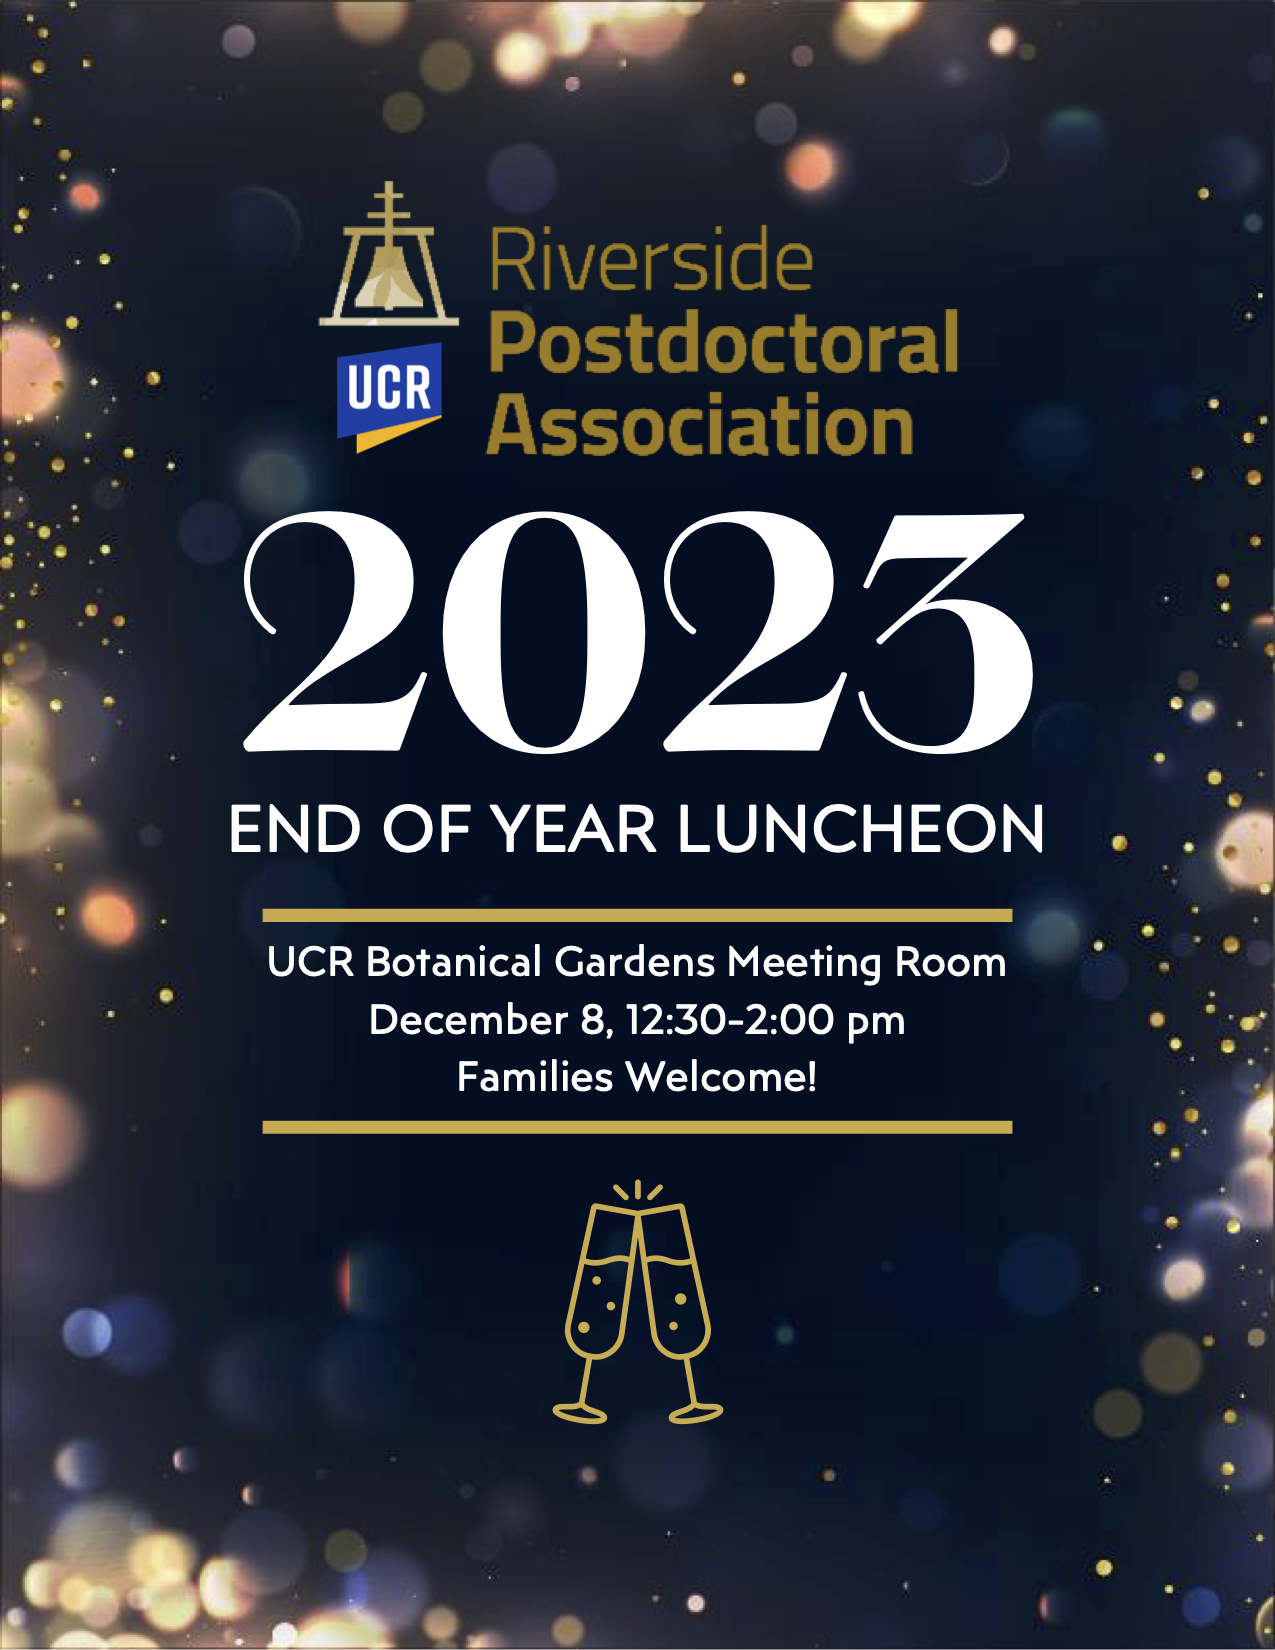 Riverside
Postdoctoral
Association
UCR
2023
END OF YEAR LUNCHEON
UCR Botanical Gardens Meeting Room
December 8, 12:30-2:00 pm
Families Welcome!